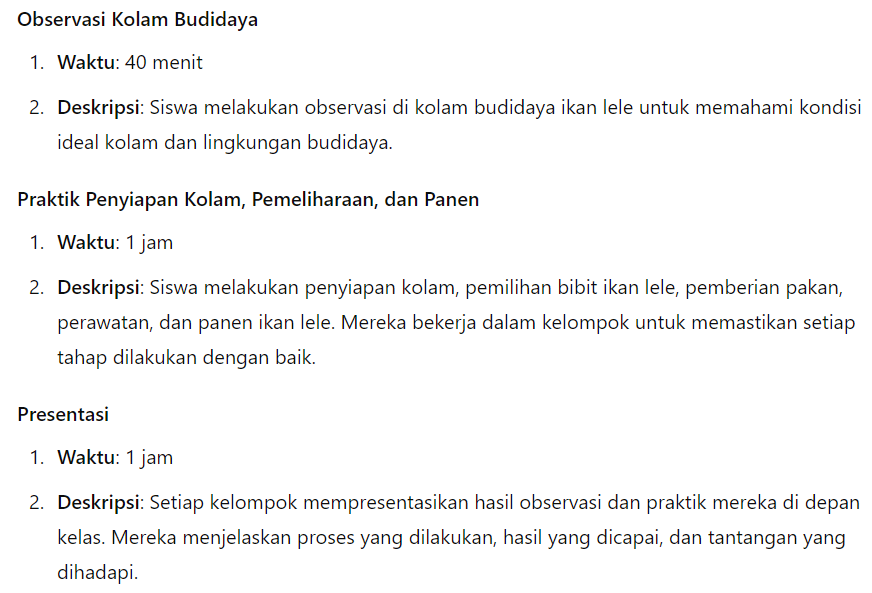 Observasi Kolam Budidaya
1. Waktu: 40 menit
2. Deskripsi: Siswa melakukan observasi di kolam budidaya ikan lele untuk memahami kondisi
ideal kolam dan lingkungan budidaya.
Praktik Penyiapan Kolam, Pemeliharaan, dan Panen
1. Waktu: 1 jam
2. Deskripsi: Siswa melakukan penyiapan kolam, pemilihan bibit ikan lele, pemberian pakan,
perawatan, dan panen ikan lele. Mereka bekerja dalam kelompok untuk memastikan setiap
tahap dilakukan dengan baik.
Presentasi
1. Waktu: 1 jam
2. Deskripsi: Setiap kelompok mempresentasikan hasil observasi dan praktik mereka di depan
kelas. Mereka menjelaskan proses yang dilakukan, hasil yang dicapai, dan tantangan yang
dihadapi.